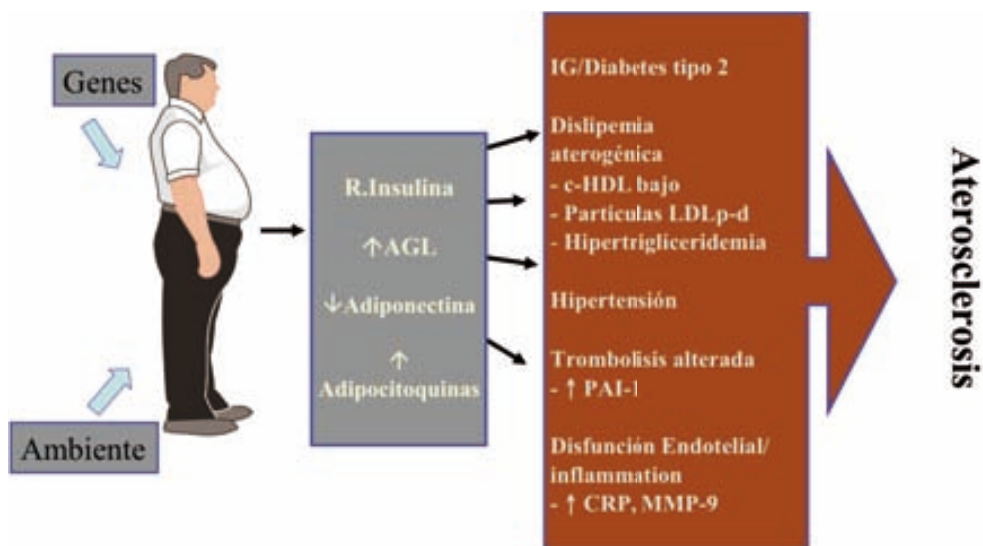 Genes
Ambiente
R.Insulina
↑AGL
↓Adiponectina
↑
Adipocitoquinas
IG/Diabetes tipo 2
Dislipemia
aterogénica
- c-HDL bajo
- Partículas LDLp-d
- Hipertrigliceridemia
Hipertensión
Trombolisis alterada
- ↑ PAI-1
Disfunción Endotelial/
inflammation
- ↑ CRP, MMP-9
Aterosclerosis